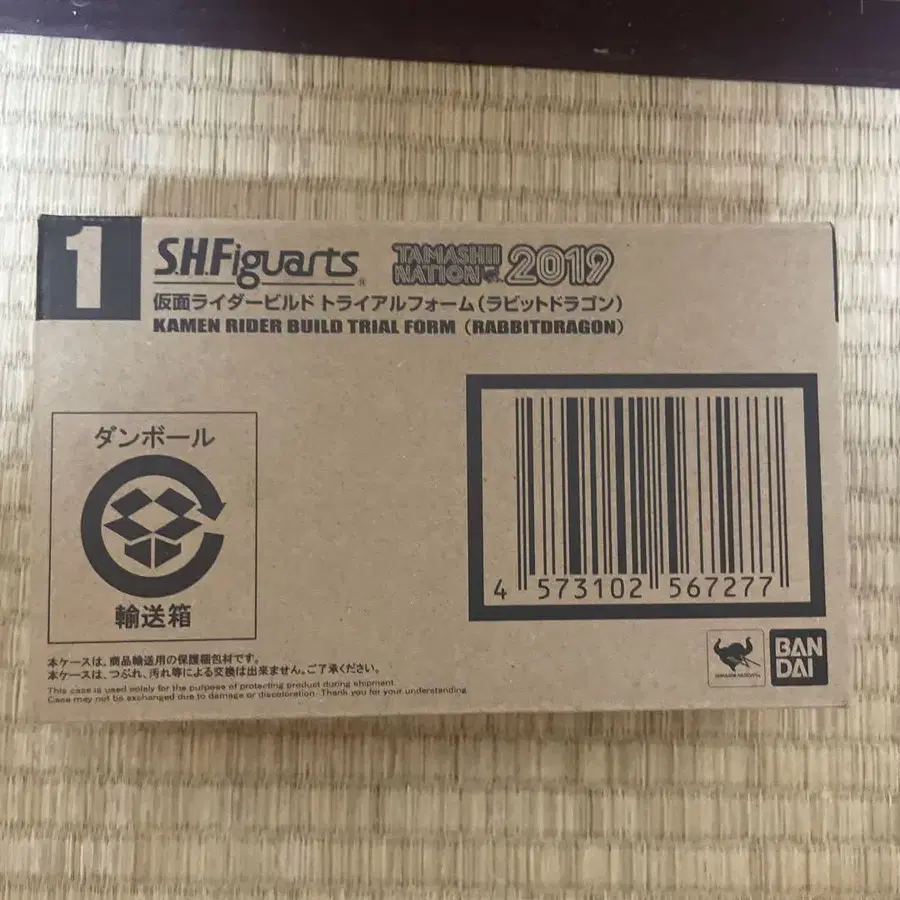 1
S.H.Figuarts®
TAMASHII NATION 2019
仮面ライダービルド トライアルフォーム(ラビットドラゴン)
KAMEN RIDER BUILD TRIAL FORM (RABBITDRAGON)
ダンボール
輸送箱
4 573102 567277
本ケースは、商品輸送用の保護梱包材です。
本ケースは、つぶれ、汚れ等による交換は出来ません。ご了承ください。
This case is used solely for the purpose of protecting product during shipment.
Case may not be exchanged due to damage or discoloration. Thank you for your understanding
BAN
DAI